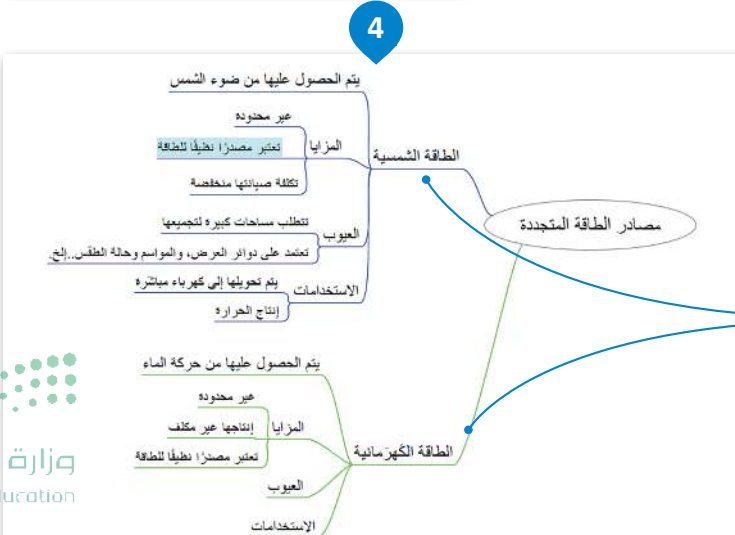 4
مصادر الطاقة المتجددة
الطاقة الشمسية
يتم الحصول عليها من ضوء الشمس
المزايا
غير محدودة
تعتبر مصدرًا نظيفًا للطاقة
تكلفة صيانتها منخفضة
العيوب
تتطلب مساحات كبيرة لتجميعها
تعتمد على دوائر العرض، والمواسم وحالة الطقس..إلخ.
الاستخدامات
يتم تحويلها إلى كهرباء مباشرة
إنتاج الحرارة
الطاقة الكَهرَمائية
يتم الحصول عليها من حركة الماء
المزايا
غير محدودة
إنتاجها غير مكلف
تعتبر مصدرًا نظيفًا للطاقة
العيوب
الاستخدامات
وزارة
ucation